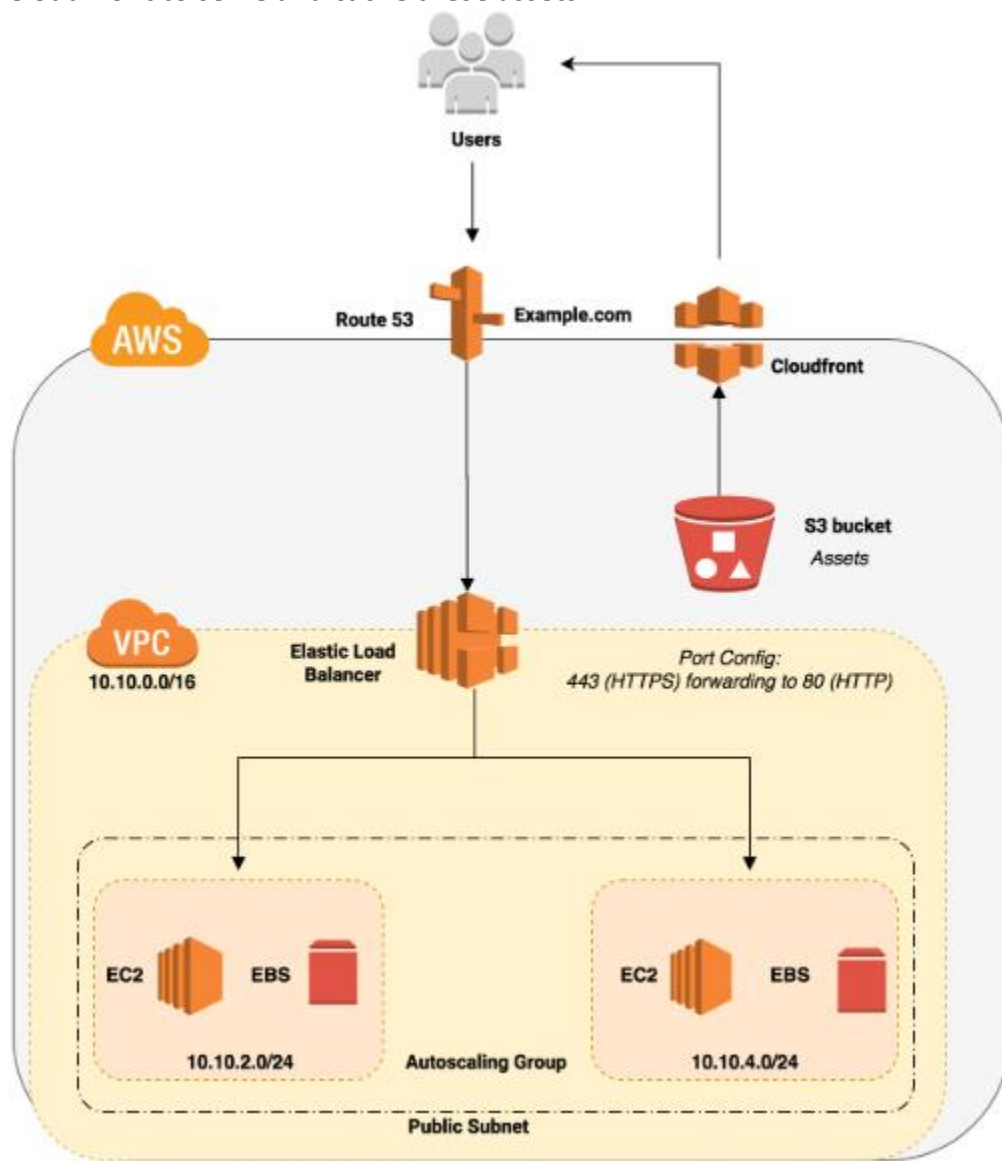 Users
Route 53
Example.com
AWS
Cloudfront
S3 bucket
Assets
VPC
10.10.0.0/16
Elastic Load
Balancer
Port Config:
443 (HTTPS) forwarding to 80 (HTTP)
EC2
EBS
EC2
EBS
10.10.2.0/24
Autoscaling Group
10.10.4.0/24
Public Subnet